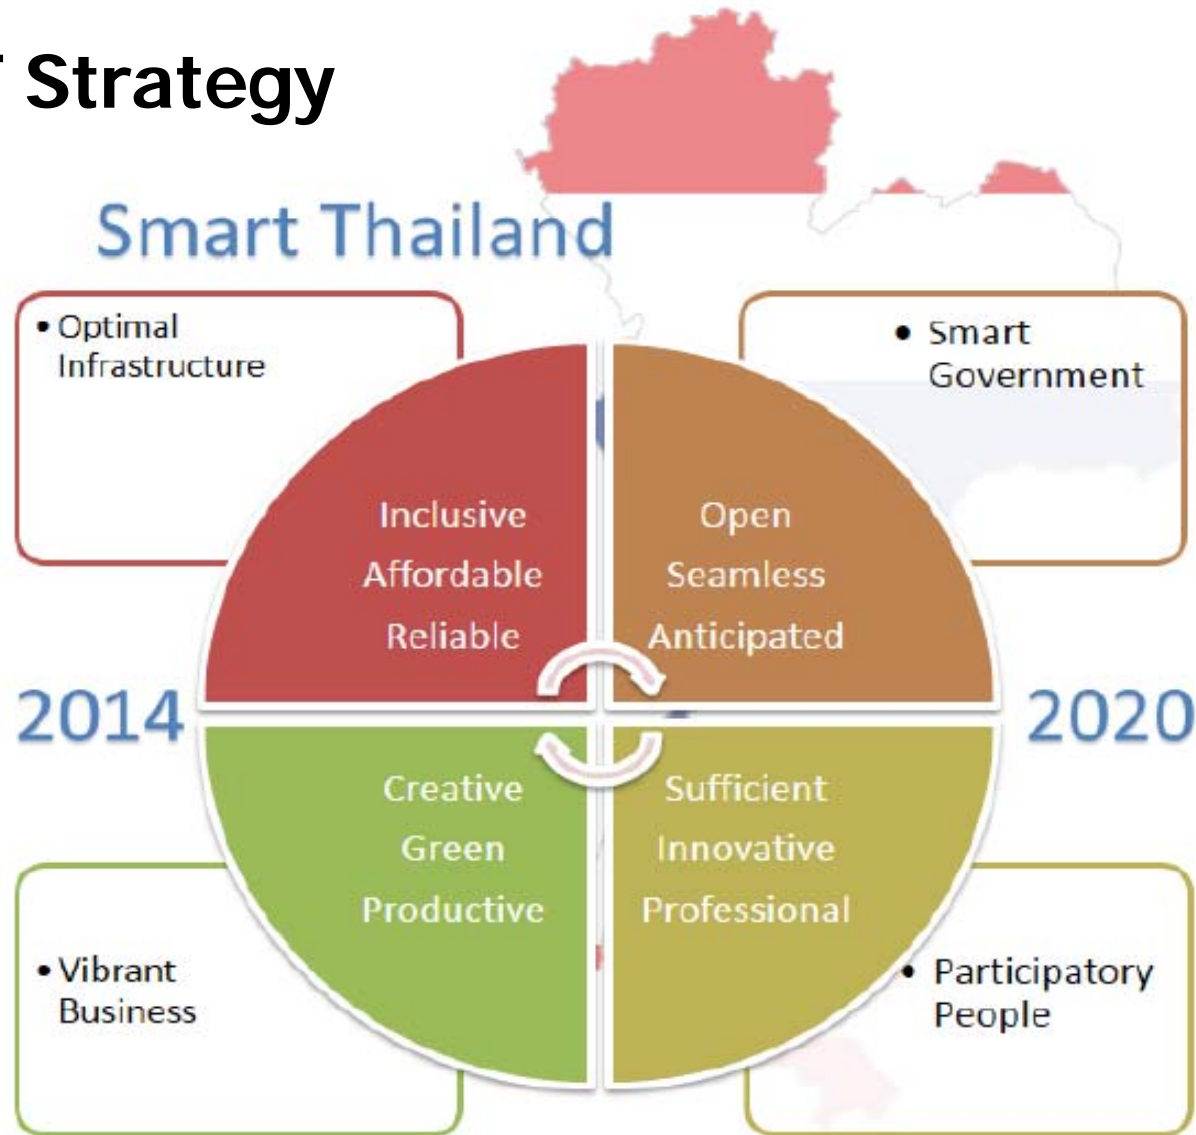 Strategy
Smart Thailand
• Optimal
Infrastructure
• Smart
Government
Inclusive
Affordable
Reliable
Open
Seamless
Anticipated
2014
2020
Creative
Green
Productive
Sufficient
Innovative
Professional
• Vibrant
Business
• Participatory
People